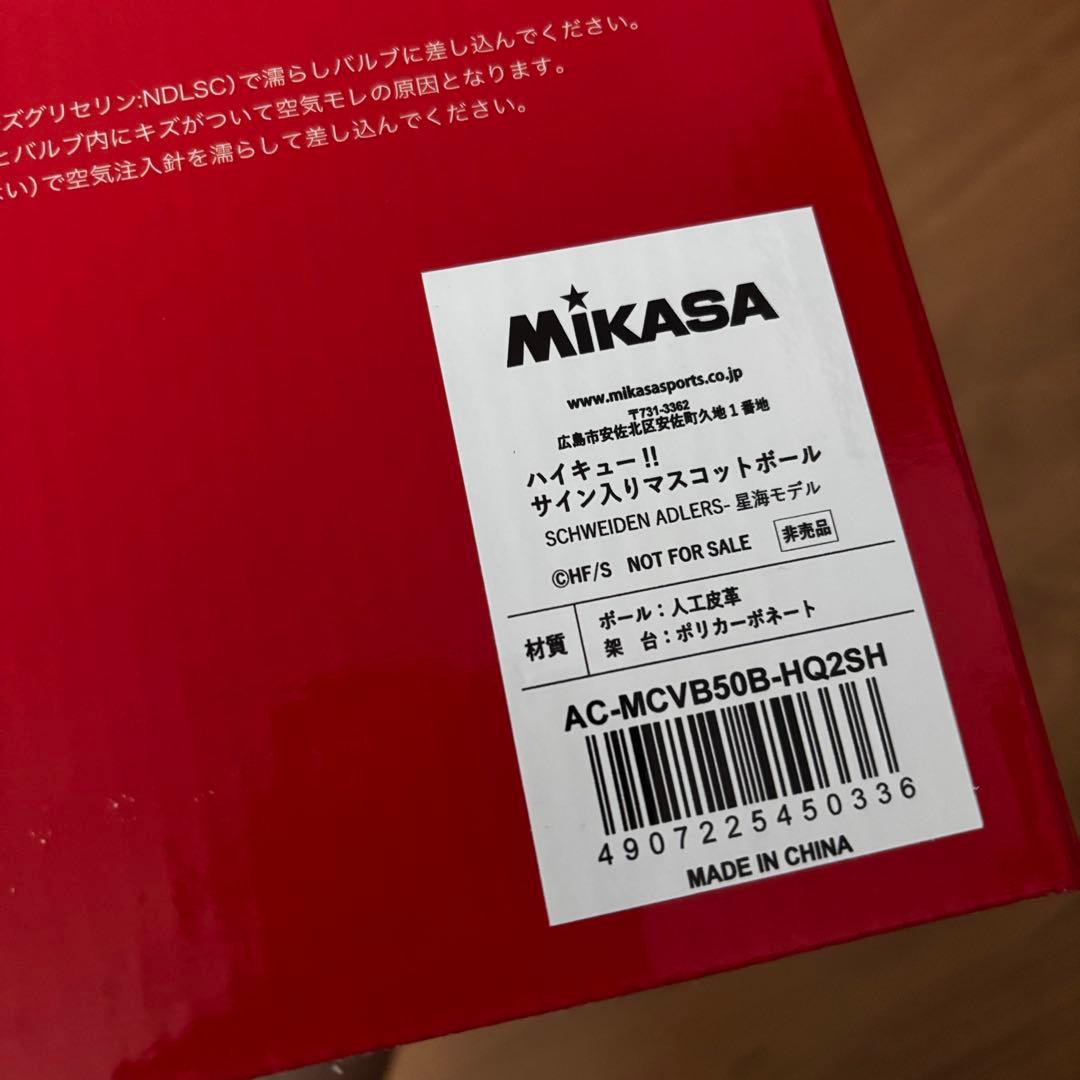 ズグリセリン:NDLSC)で濡らしバルブに差し込んでください。
とバルブ内にキズがついて空気モレの原因となります。
い)で空気注入針を濡らして差し込んでください。
MIKASA
www.mikasasports.co.jp
〒731-3362
広島市安佐北区安佐町久地1番地
ハイキュー!!
サイン入りマスコットボール
SCHWEIDEN ADLERS- 星海モデル
©HF/S NOT FOR SALE 非売品
材質
ボール:人工皮革
架 台:ポリカーボネート
AC-MCVB50B-HQ2SH
4907225450336
MADE IN CHINA